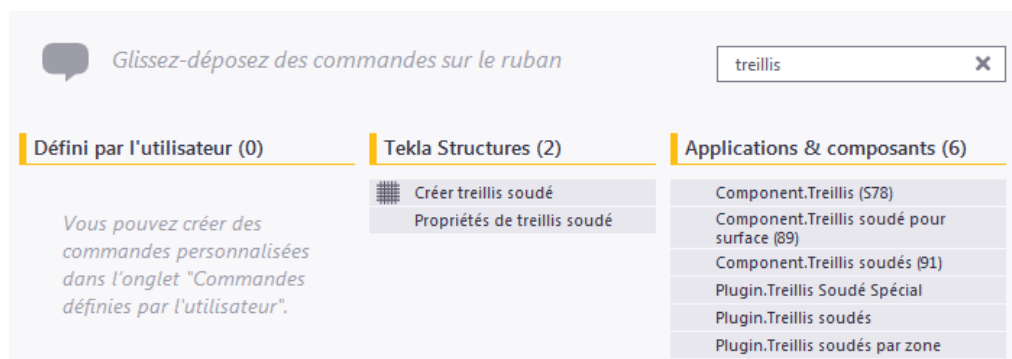 Glissez-déposez des commandes sur le ruban
treillis
Défini par l'utilisateur (0)
Tekla Structures (2)
Applications & composants (6)
Vous pouvez créer des
commandes personnalisées
dans l'onglet "Commandes
définies par l'utilisateur".
Créer treillis soudé
Propriétés de treillis soudé
Component.Treillis (S78)
Component.Treillis soudé pour
surface (89)
Component.Treillis soudés (91)
Plugin.Treillis Soudé Spécial
Plugin.Treillis soudés
Plugin.Treillis soudés par zone